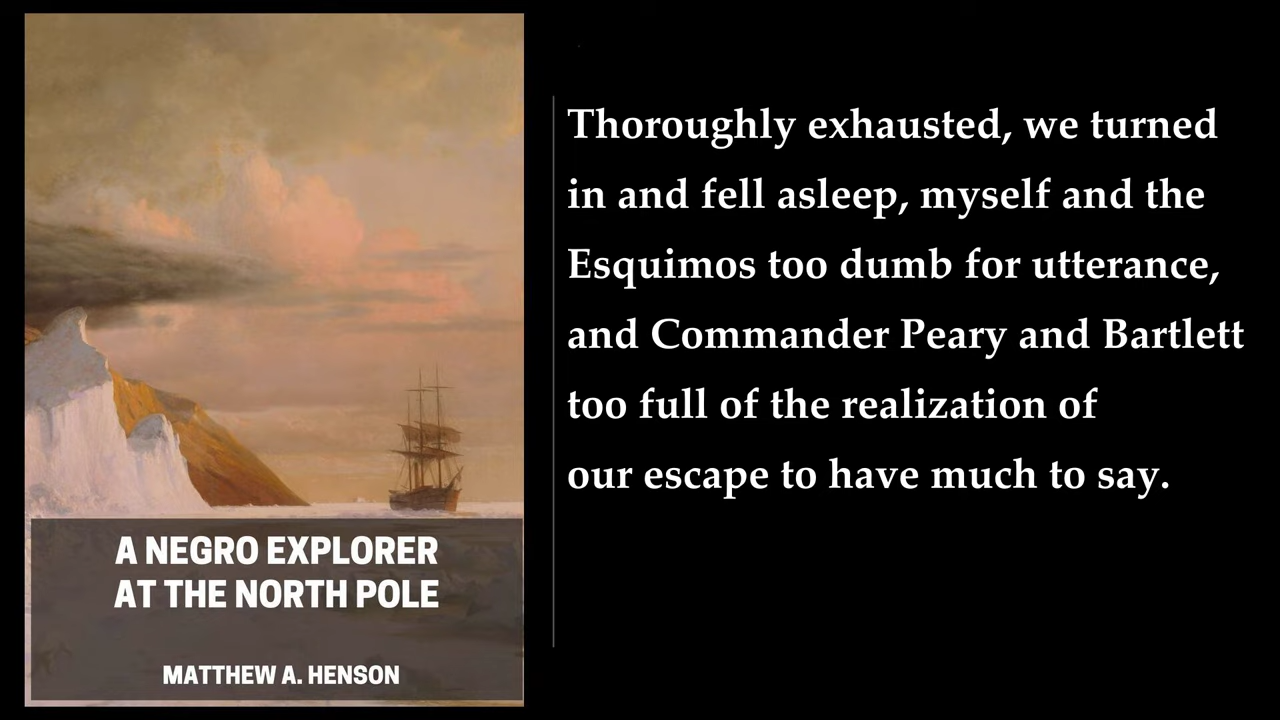 Thoroughly exhausted, we turned
in and fell asleep, myself and the
Esquimos too dumb for utterance,
and Commander Peary and Bartlett
too full of the realization of
our escape to have much to say.
A NEGRO EXPLORER
AT THE NORTH POLE
MATTHEW A. HENSON